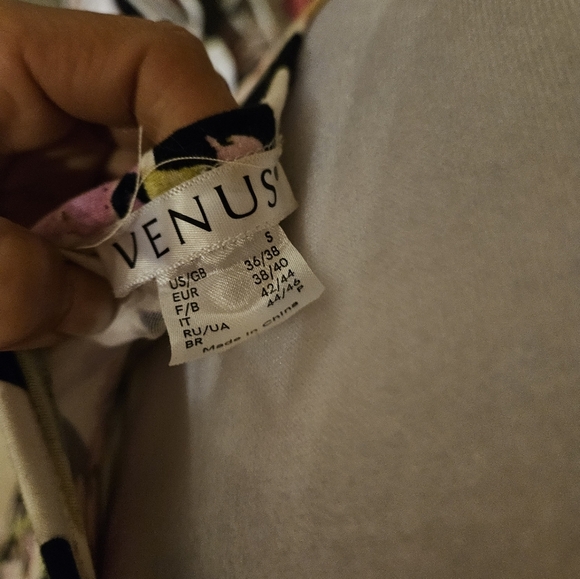 VENUS®
US/GB S
EUR 36/38
F/B 38/40
IT 42/44
RU/UA 44/46
BR P
Made in China